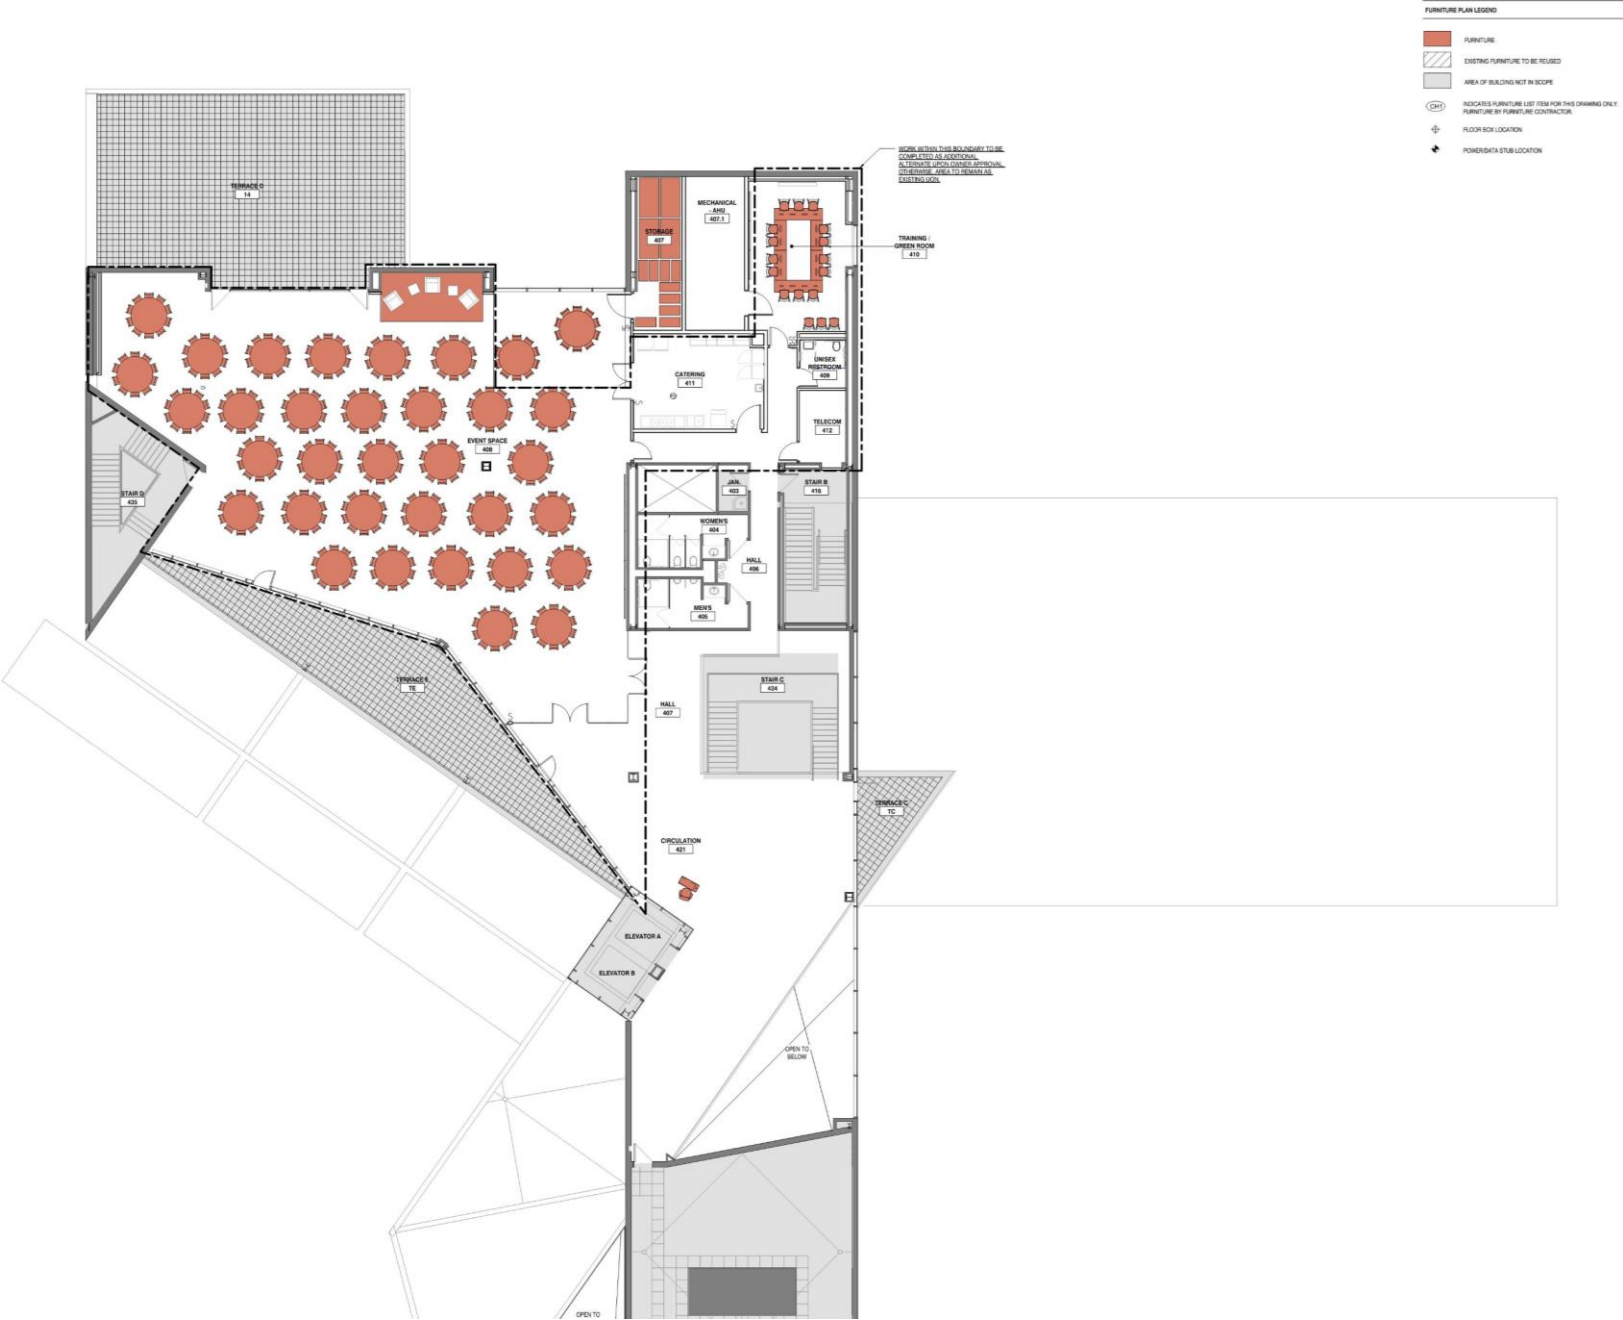 FURNITURE PLAN LEGEND
FURNITURE
EXISTING FURNITURE TO BE REUSED
AREA OF BUILDING NOT IN SCOPE
CH1
INDICATES FURNITURE LIST ITEM FOR THIS DRAWING ONLY.
FURNITURE BY FURNITURE CONTRACTOR.
FLOOR BOX LOCATION
POWER/DATA STUB LOCATION
WORK WITHIN THIS BOUNDARY TO BE
COMPLETED AS ADDITIONAL
ALTERNATE UPON OWNER APPROVAL.
OTHERWISE, AREA TO REMAIN AS
EXISTING UON.
TERRACE D
14
STORAGE
407
MECHANICAL
- AHU
407.1
TRAINING /
GREEN ROOM
410
UNISEX
RESTROOM
409
CATERING
411
TELECOM
412
EVENT SPACE
408
STAIR D
435
JAN.
403
STAIR B
416
WOMEN'S
404
HALL
406
MEN'S
405
TERRACE E
TE
STAIR C
434
HALL
407
TERRACE C
TC
CIRCULATION
421
ELEVATOR A
ELEVATOR B
OPEN TO
BELOW
OPEN TO